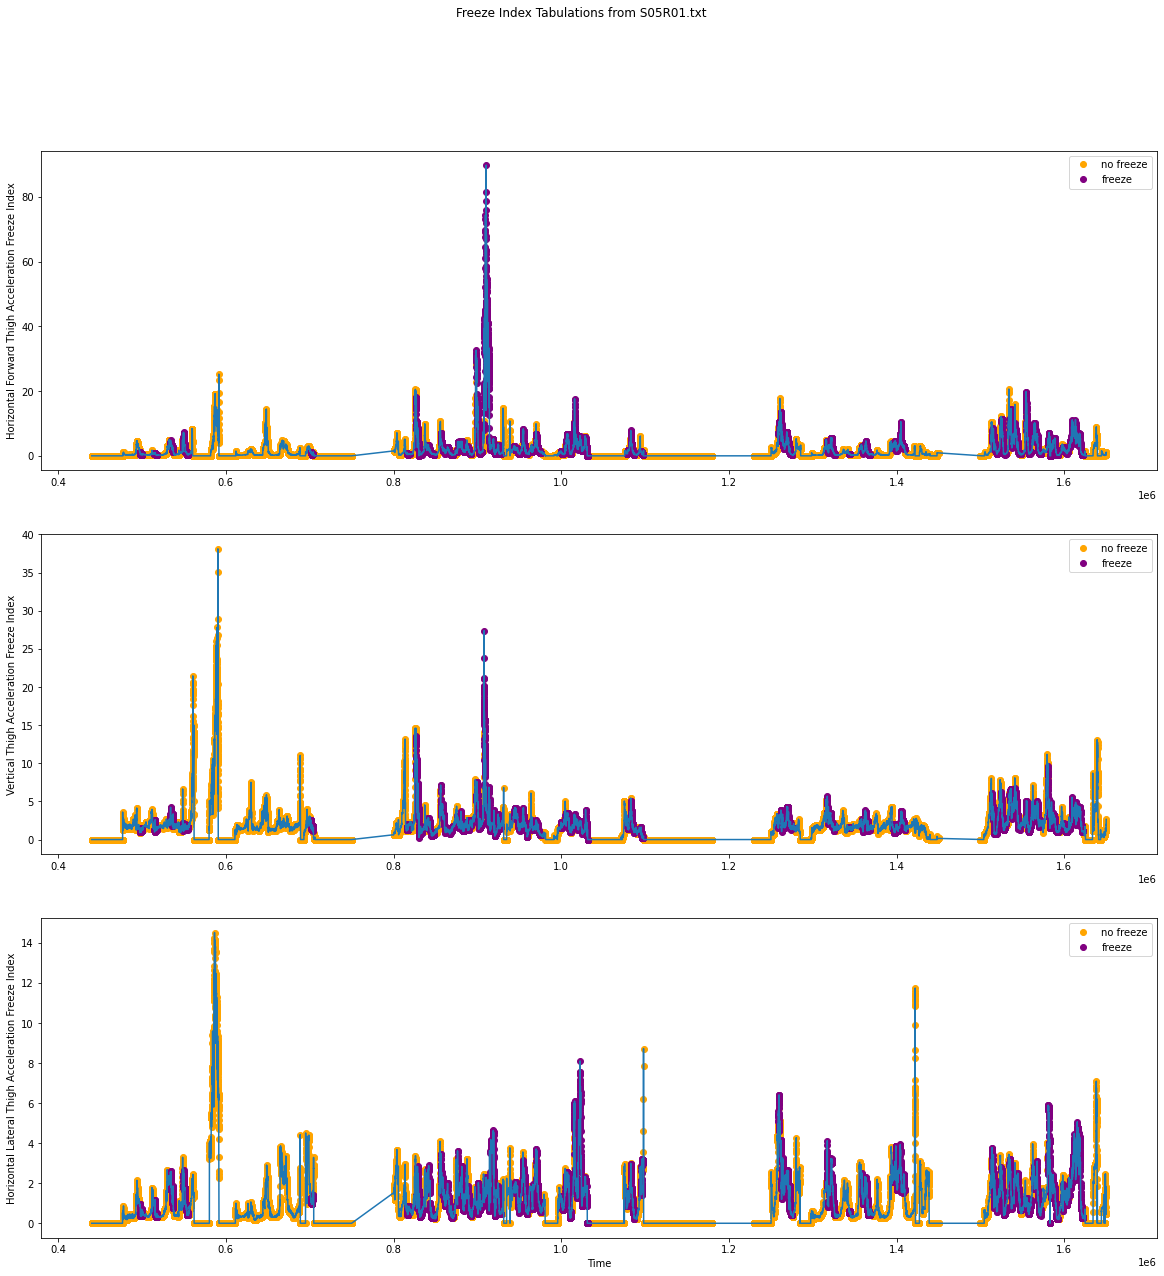 Freeze Index Tabulations from S05R01.txt
Horizontal Forward Thigh Acceleration Freeze Index
80
60
40
20
0
no freeze
freeze
0.4 0.6 0.8 1.0 1.2 1.4 1.6
1e6
Vertical Thigh Acceleration Freeze Index
40
35
30
25
20
15
10
5
0
no freeze
freeze
0.4 0.6 0.8 1.0 1.2 1.4 1.6
1e6
Horizontal Lateral Thigh Acceleration Freeze Index
14
12
10
8
6
4
2
0
no freeze
freeze
0.4 0.6 0.8 1.0 1.2 1.4 1.6
1e6
Time